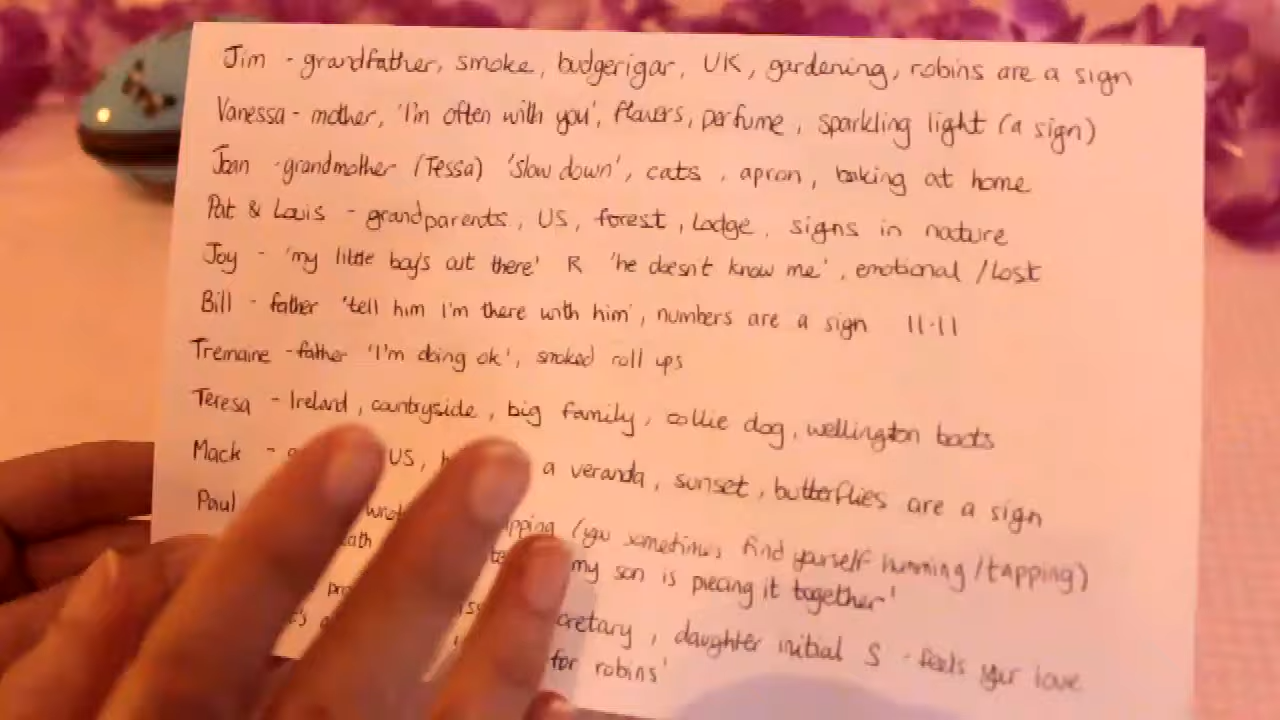 Jim - grandfather, smoke, budgerigar, UK, gardening, robins are a sign
Vanessa - mother, 'I'm often with you', flowers, perfume, sparkling light (a sign)
Joan - grandmother (Tessa) 'slow down', cats, apron, baking at home
Pat & Louis - grandparents, US, forest, Lodge, signs in nature
Joy - 'my little boy's out there' R 'he doesn't know me', emotional /Lost
Bill - father 'tell him I'm there with him', numbers are a sign 11.11
Tremaine - father 'I'm doing ok', smoked roll ups
Teresa - Ireland, countryside, big family, collie dog, wellington boots
Mack - US, a veranda, sunset, butterflies are a sign
Paul (you sometimes find yourself humming/tapping)
my son is piecing it together'
, daughter initial S - feels your love
for robins'